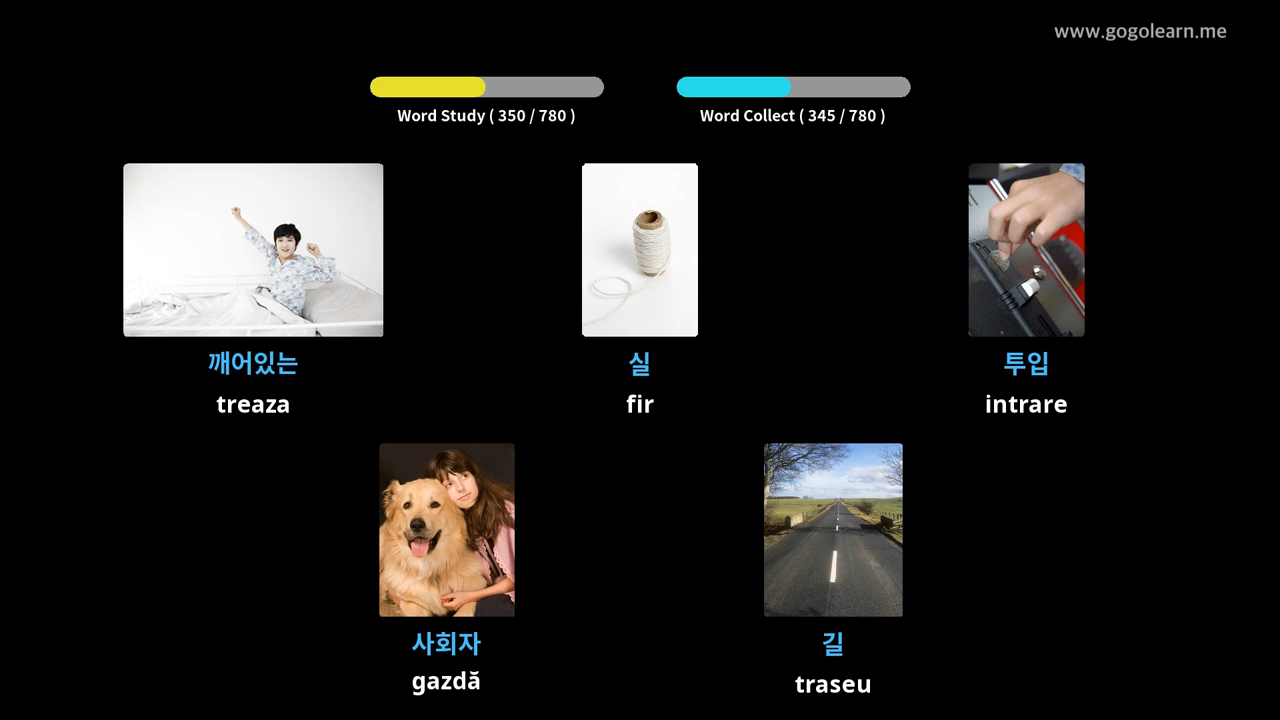 www.gogolearn.me
Word Study ( 350 / 780 )
Word Collect ( 345 / 780 )
깨어있는
treaza
실
fir
투입
intrare
사회자
gazdă
길
traseu